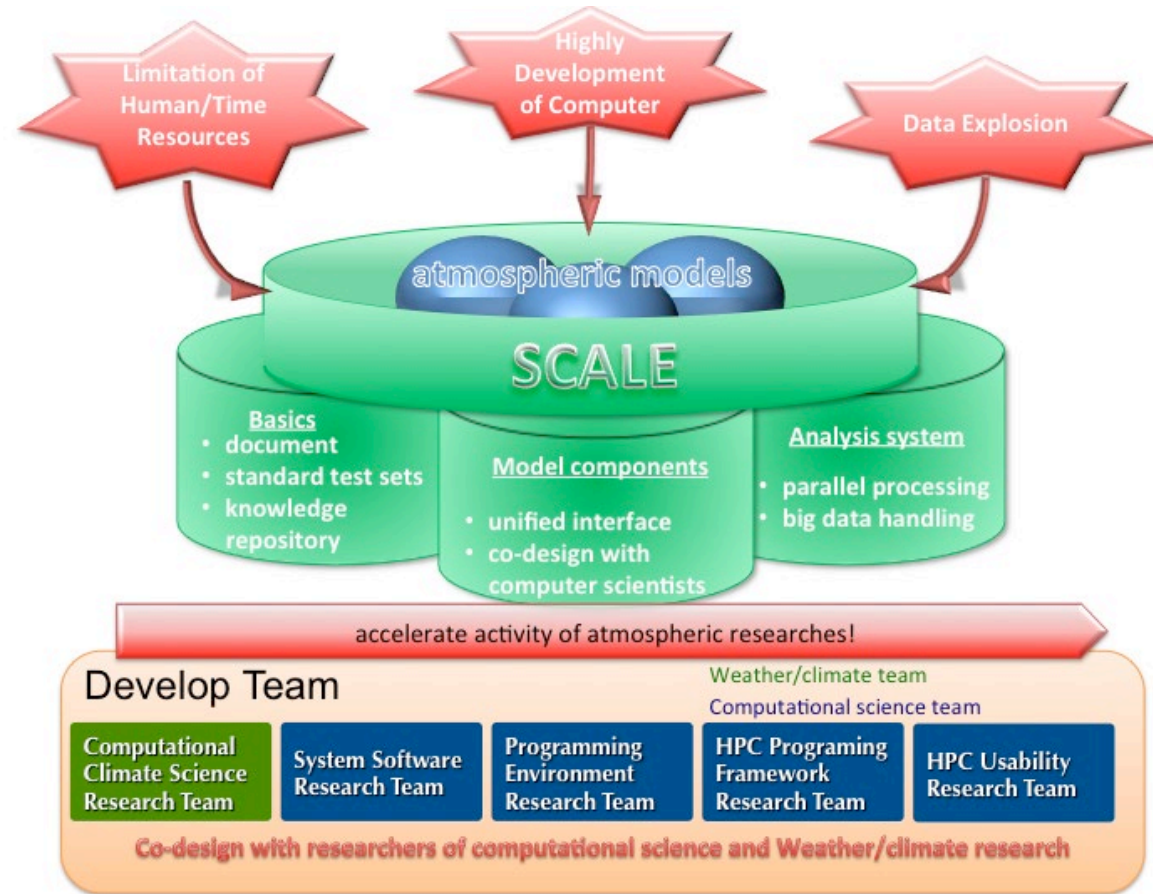 Limitation of
Human/Time
Resources
Highly
Development
of Computer
Data Explosion
atmospheric models
SCALE
Basics
• document
• standard test sets
• knowledge
repository
Model components
• unified interface
• co-design with
computer scientists
Analysis system
• parallel processing
• big data handling
accelerate activity of atmospheric researches!
Develop Team
Weather/climate team
Computational science team
Computational
Climate Science
Research Team
System Software
Research Team
Programming
Environment
Research Team
HPC Programing
Framework
Research Team
HPC Usability
Research Team
Co-design with researchers of computational science and Weather/climate research